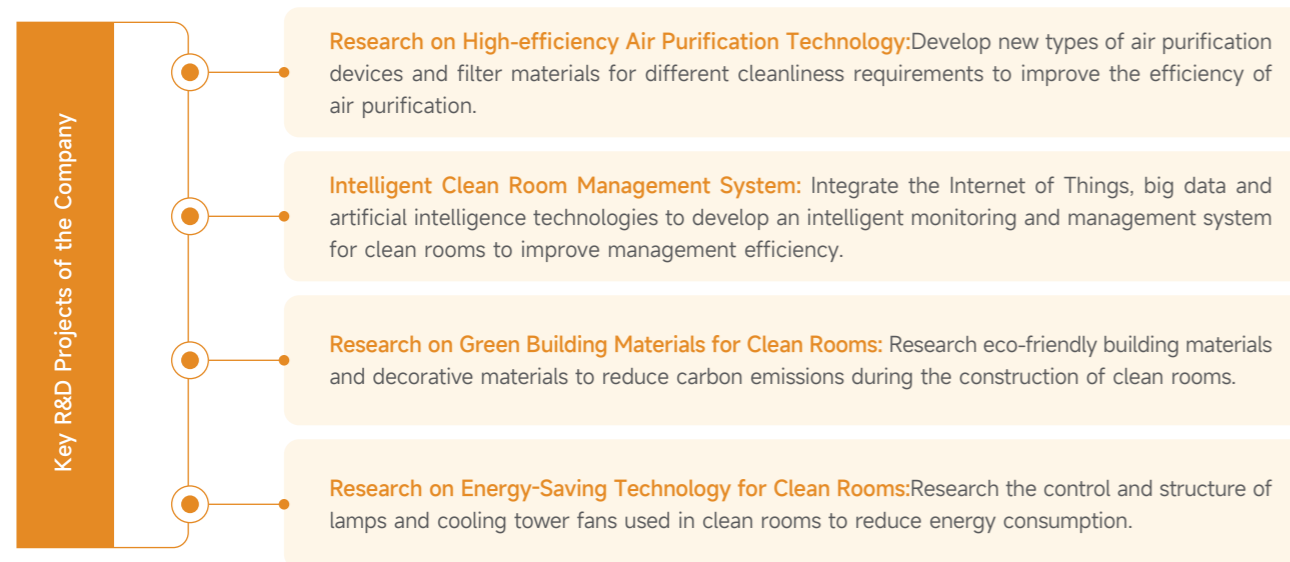 Key R&D Projects of the Company
Research on High-efficiency Air Purification Technology:Develop new types of air purification
devices and filter materials for different cleanliness requirements to improve the efficiency of
air purification.
Intelligent Clean Room Management System: Integrate the Internet of Things, big data and
artificial intelligence technologies to develop an intelligent monitoring and management system
for clean rooms to improve management efficiency.
Research on Green Building Materials for Clean Rooms: Research eco-friendly building materials
and decorative materials to reduce carbon emissions during the construction of clean rooms.
Research on Energy-Saving Technology for Clean Rooms:Research the control and structure of
lamps and cooling tower fans used in clean rooms to reduce energy consumption.